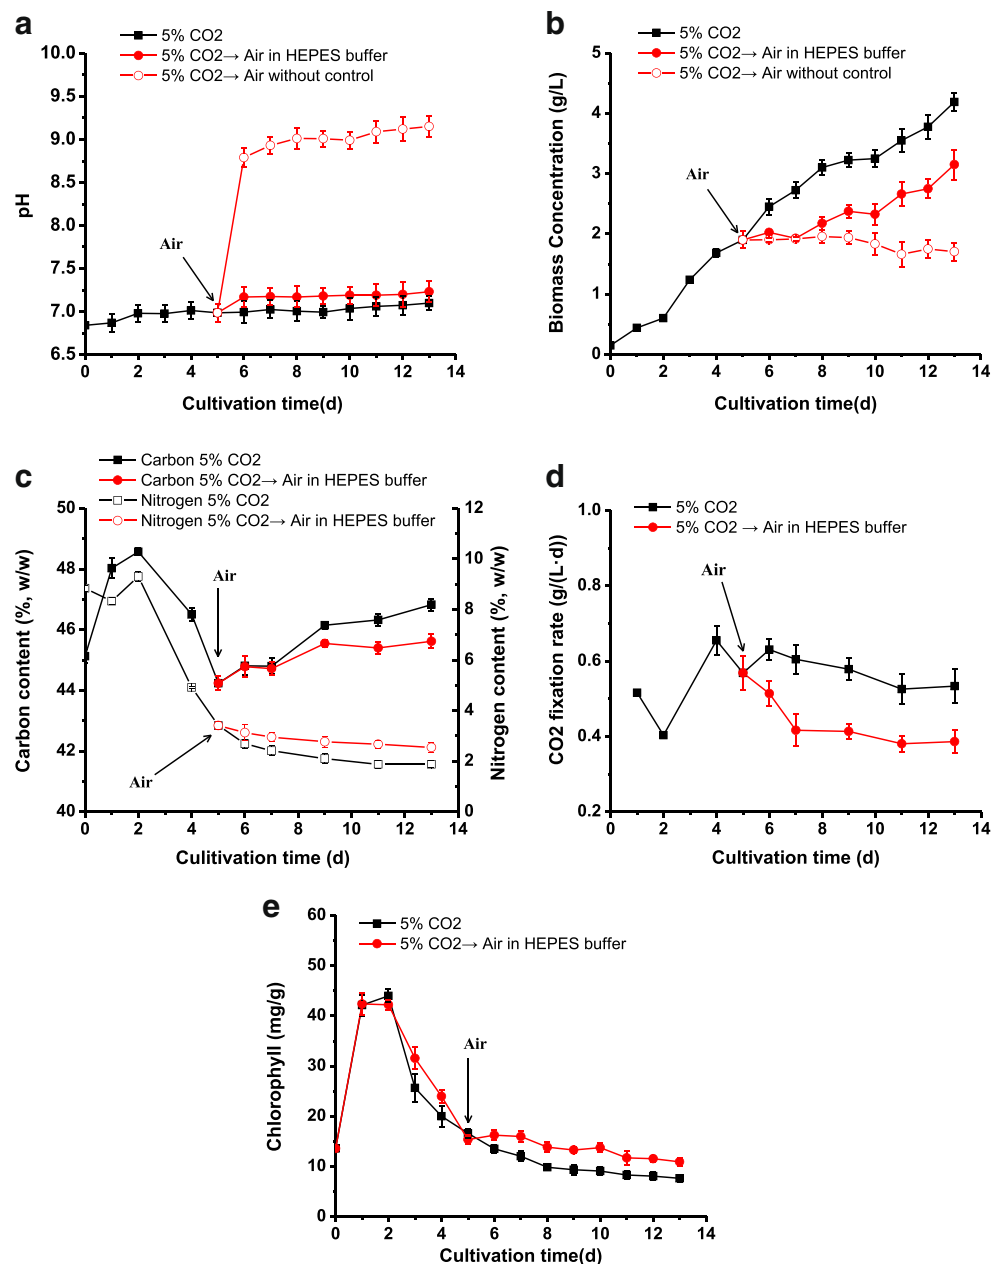 a
5% CO2
5% CO2→ Air in HEPES buffer
5% CO2→ Air without control
10.0
9.5
9.0
8.5
8.0
7.5
7.0
6.5
pH
Air
0 2 4 6 8 10 12 14
Cultivation time(d)
b
5% CO2
5% CO2→ Air in HEPES buffer
5% CO2→ Air without control
5
4
3
2
1
0
Biomass Concentration (g/L)
Air
0 2 4 6 8 10 12 14
Cultivation time(d)
c
Carbon 5% CO2
Carbon 5% CO2→ Air in HEPES buffer
Nitrogen 5% CO2
Nitrogen 5% CO2→ Air in HEPES buffer
50
48
46
44
42
40
Carbon content (%, w/w)
12
10
8
6
4
2
0
Nitrogen content (%, w/w)
Air
Air
0 2 4 6 8 10 12 14
Culitivation time (d)
d
5% CO2
5% CO2 → Air in HEPES buffer
1.0
0.8
0.6
0.4
0.2
CO2 fixation rate (g/(L·d))
Air
0 2 4 6 8 10 12 14
Cultivation time (d)
e
5% CO2
5% CO2→ Air in HEPES buffer
60
50
40
30
20
10
0
Chlorophyll (mg/g)
Air
0 2 4 6 8 10 12 14
Cultivation time(d)